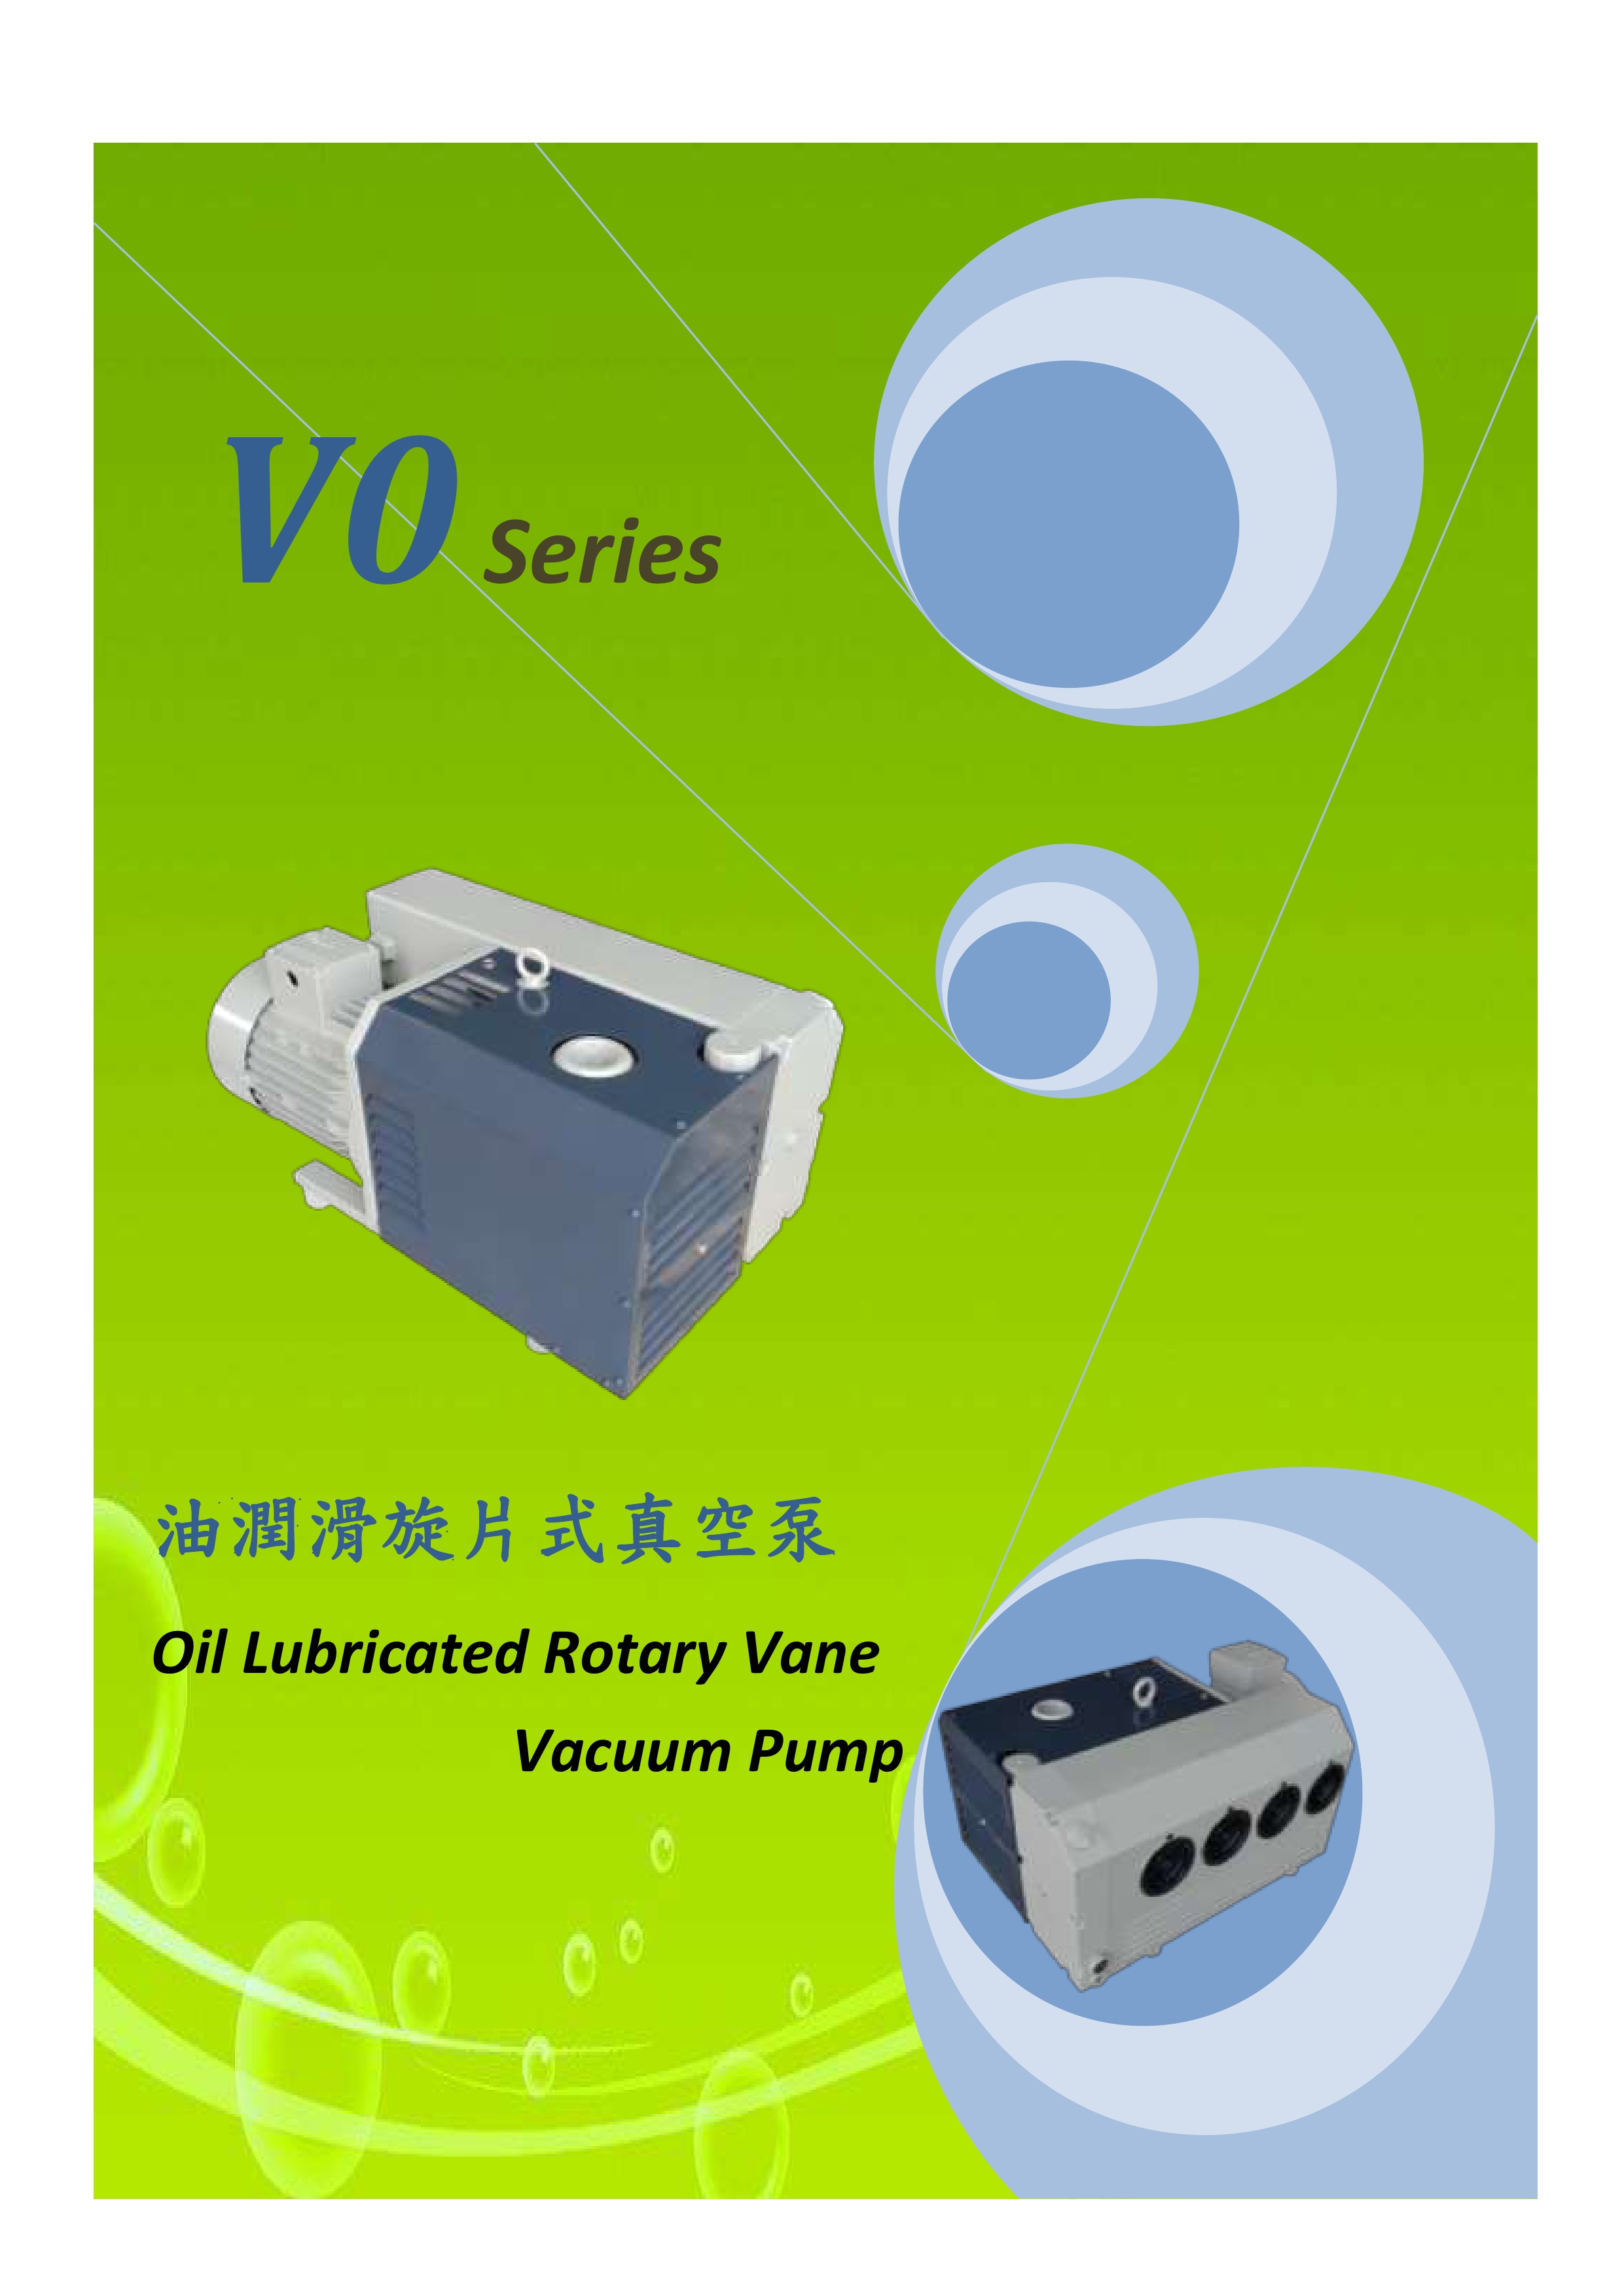 VO Series
油潤滑旋片式真空泵
Oil Lubricated Rotary Vane
Vacuum Pump